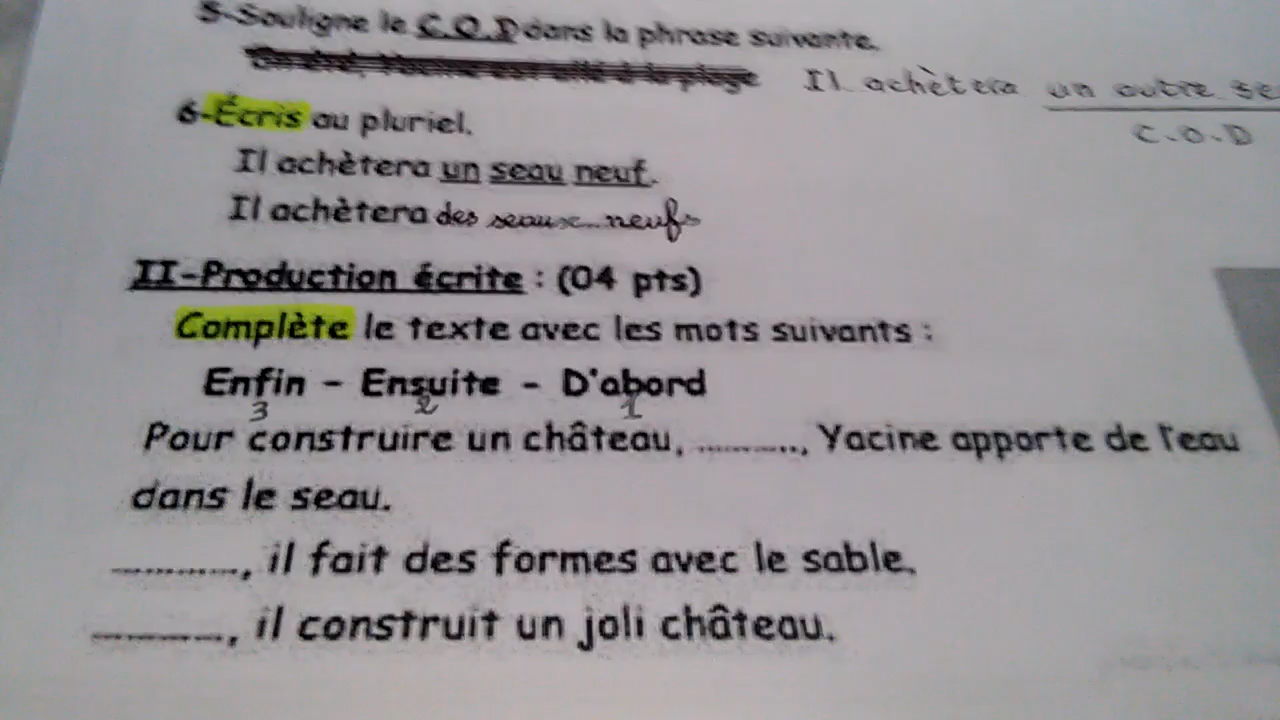 5-Souligne le C.O.D dans la phrase suivante.
Il achètera un autre
C.O.D
6-Écris au pluriel.
Il achètera un seau neuf.
Il achètera des seaux neufs
II-Production écrite : (04 pts)
Complète le texte avec les mots suivants :
Enfin - Ensuite - D'abord
3 2 1
Pour construire un château, ..........., Yacine apporte de l'eau
dans le seau.
............., il fait des formes avec le sable.
............., il construit un joli château.